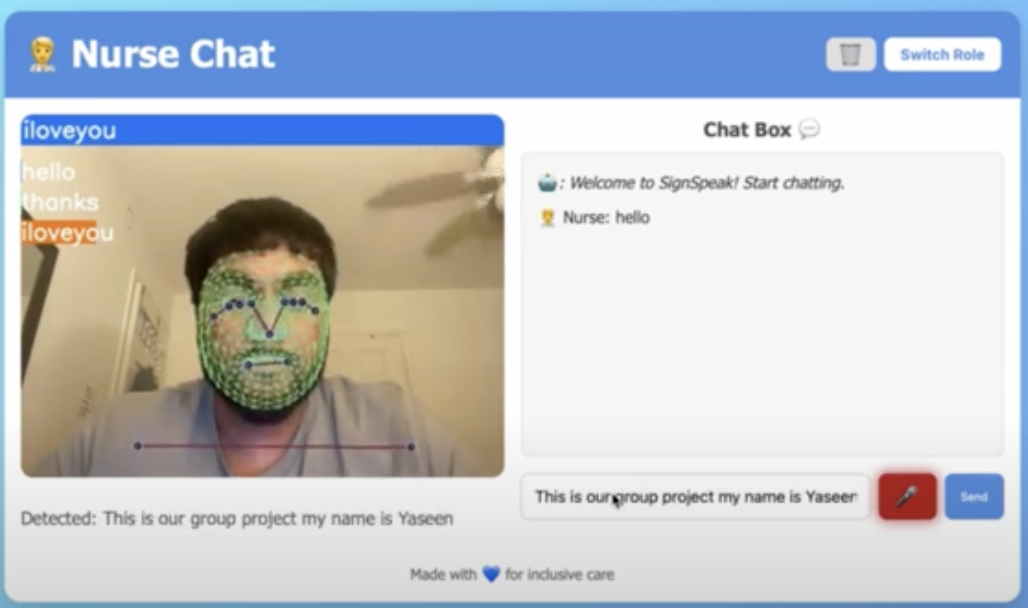 Nurse Chat
Switch Role
iloveyou
hello
thanks
iloveyou
Chat Box
: Welcome to SignSpeak! Start chatting.
Nurse: hello
This is our group project my name is Yaseen
Send
Detected: This is our group project my name is Yaseen
Made with 💙 for inclusive care